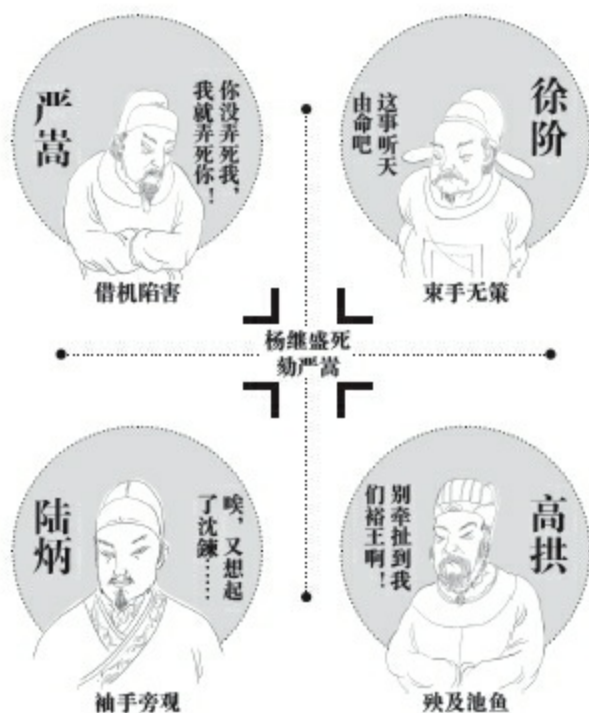 严嵩
你没弄死我，
我就弄死你！
借机陷害
徐阶
这事听天
由命吧
束手无策
杨继盛死
劾严嵩
陆炳
唉，又想起
了沈鍊……
袖手旁观
高拱
别牵扯到我
们裕王啊！
殃及池鱼